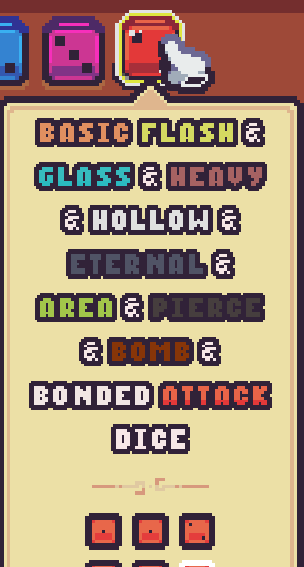 BASIC FLASH &
GLASS & HEAVY
& HOLLOW &
ETERNAL &
AREA & PIERCE
& BOMB &
BONDED ATTACK
DICE